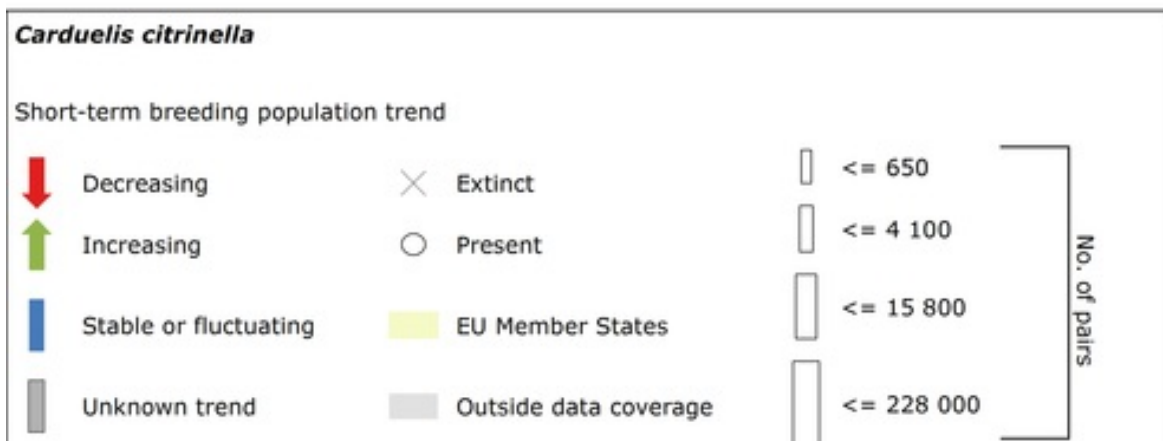 Carduelis citrinella
Short-term breeding population trend
Decreasing
Increasing
Stable or fluctuating
Unknown trend
Extinct
Present
EU Member States
Outside data coverage
<= 650
<= 4 100
<= 15 800
<= 228 000
No. of pairs